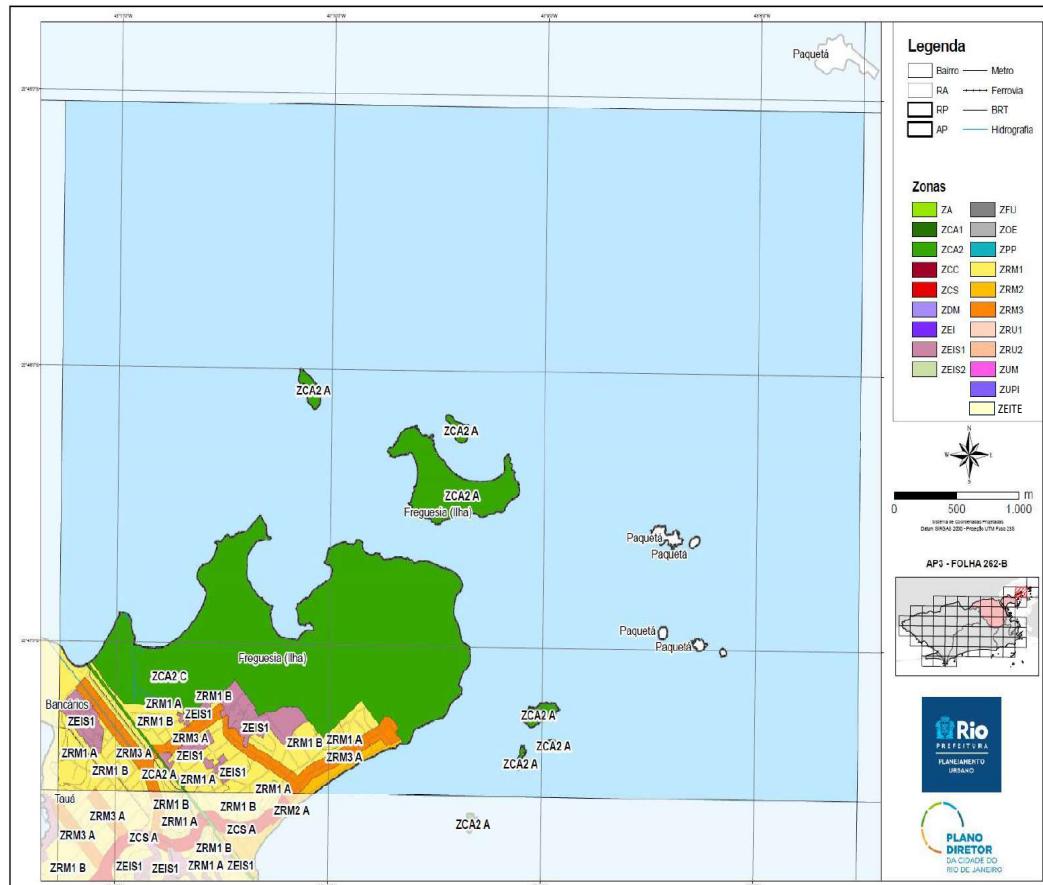 Paquetá
ZCA2 A
ZCA2 A
ZCA2 A
Freguesia (Ilha)
Paquetá
Paquetá
Paquetá
Paquetá
Freguesia (Ilha)
ZCA2 C
ZRM1 B
ZRM1 A
ZEIS1
Bancários
ZEIS1
ZRM1 B
ZEIS1
ZRM3 A
ZRM1 B
ZRM1 A
ZRM1 A
ZRM3 A
ZEIS1
ZRM3 A
ZRM1 B
ZCA2 A
ZEIS1
ZRM1 A
ZRM1 A
ZCA2 A
ZCA2 A
ZCA2 A
Tauá
ZRM1 B
ZRM1 B
ZRM2 A
ZRM3 A
ZRM1 A
ZCS A
ZCS A
ZCA2 A
ZRM1 B
ZRM1 B
ZEIS1
ZEIS1
ZRM1 A
ZEIS1
Legenda
Bairro
Metro
RA
Ferrovia
RP
BRT
AP
Hidrografia
Zonas
ZA
ZFU
ZCA1
ZOE
ZCA2
ZPP
ZCC
ZRM1
ZCS
ZRM2
ZDM
ZRM3
ZEI
ZRU1
ZEIS1
ZRU2
ZEIS2
ZUM
ZUPI
ZEITE
N
W
E
S
m
0 500 1.000
AP3 - FOLHA 262-B
Rio
PREFEITURA
PLANEJAMENTO
URBANO
PLANO
DIRETOR
DA CIDADE DO
RIO DE JANEIRO